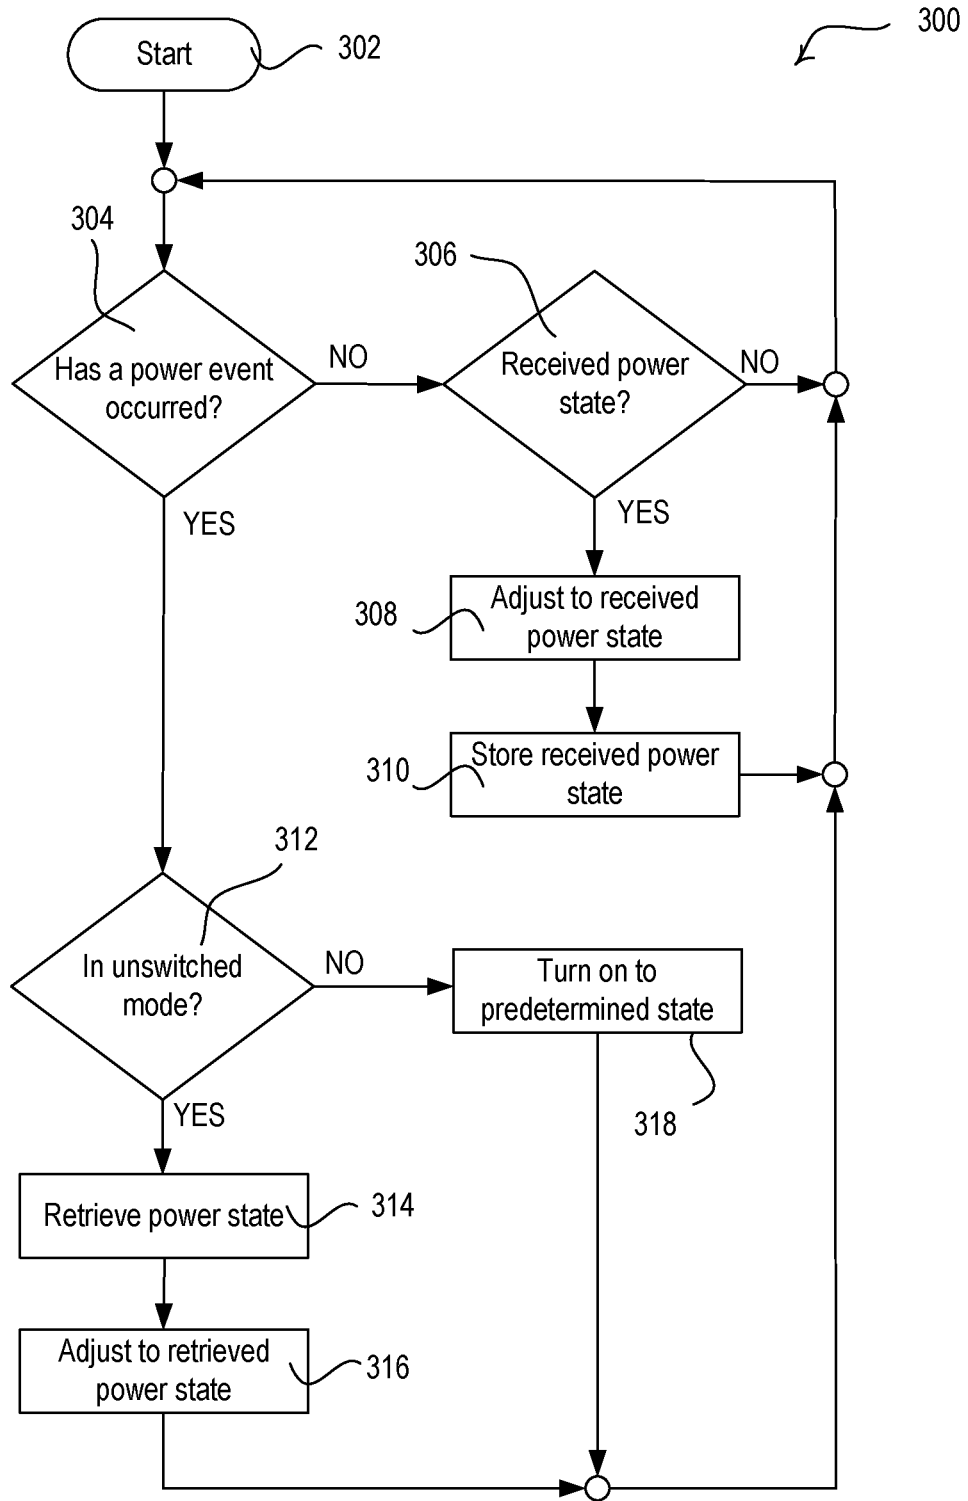 300
Start
302
304
Has a power event
occurred?
NO
YES
306
Received power
state?
NO
YES
308
Adjust to received
power state
310
Store received power
state
312
In unswitched
mode?
NO
YES
Turn on to
predetermined state
318
Retrieve power state
314
Adjust to retrieved
power state
316